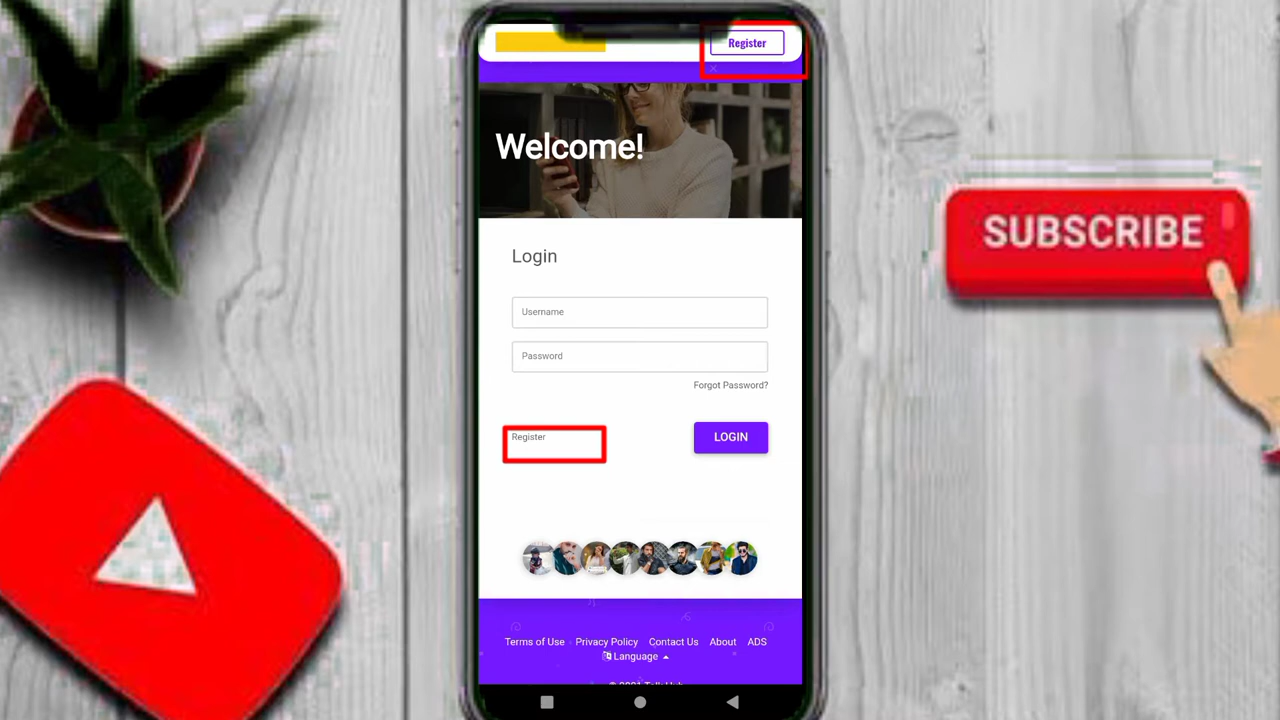 Register
Welcome!
SUBSCRIBE
Login
Username
Password
Forgot Password?
Register
LOGIN
Terms of Use Privacy Policy Contact Us About ADS
Language